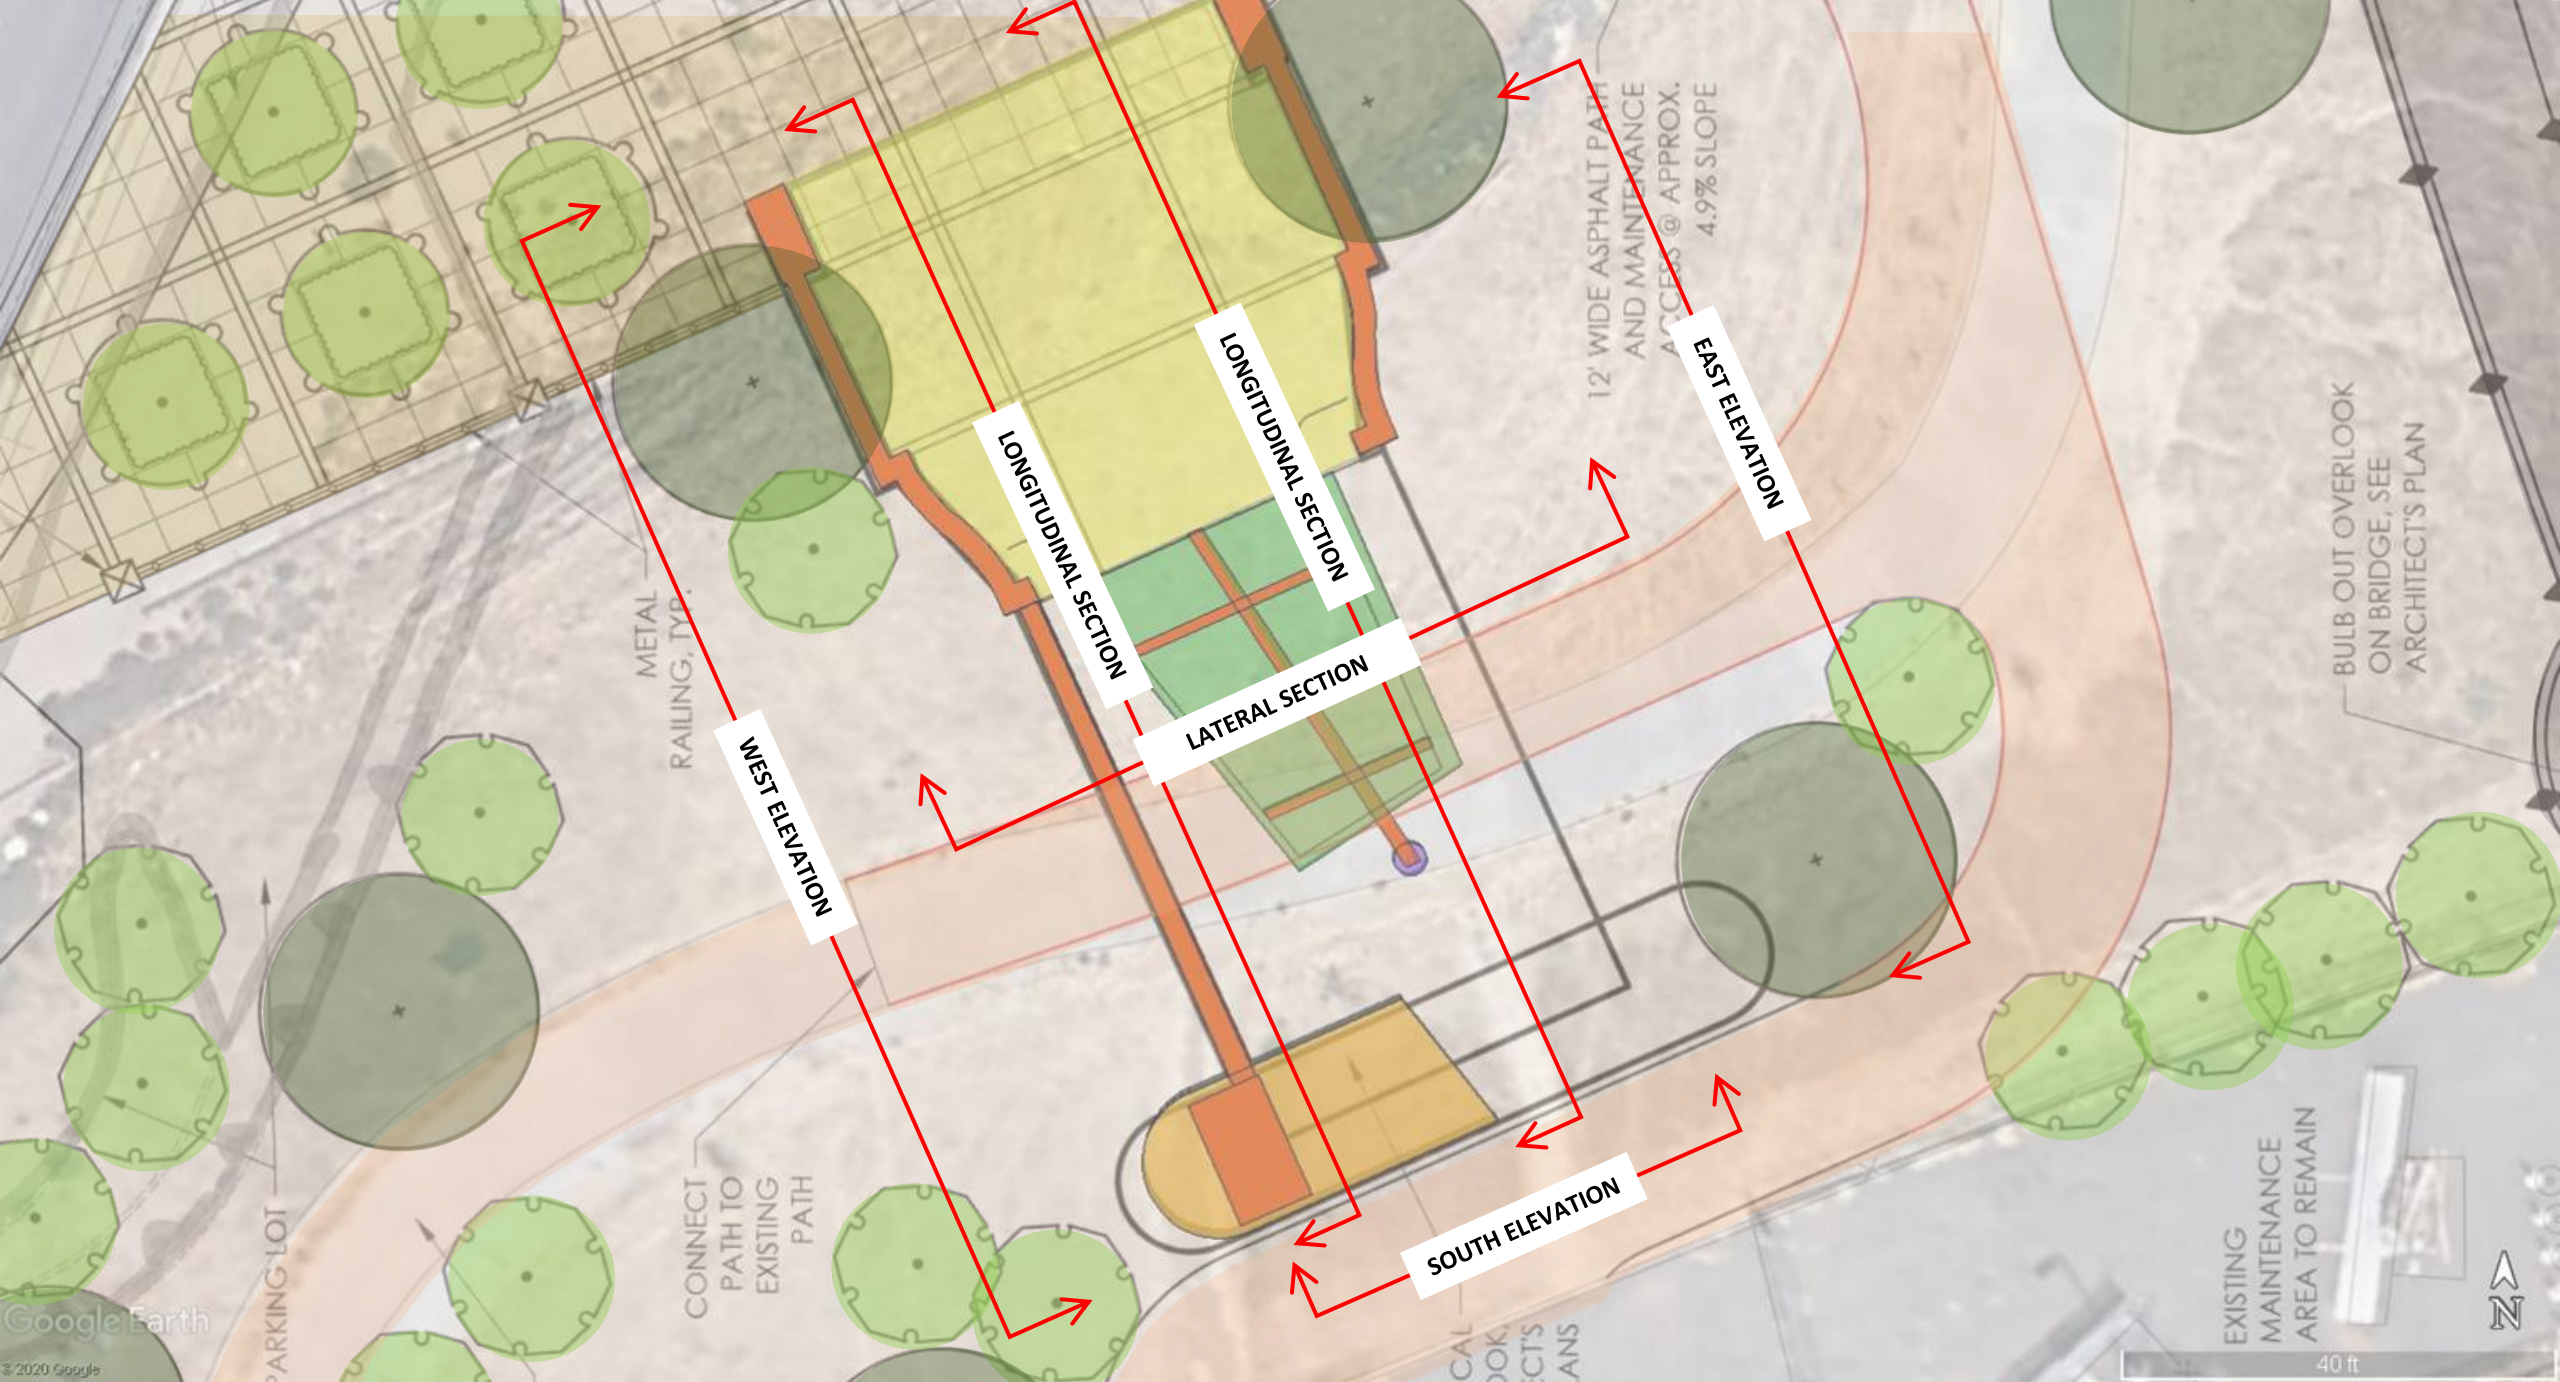 12' WIDE ASPHALT PATH
AND MAINTENANCE
ACCESS @ APPROX.
4.9% SLOPE
LONGITUDINAL SECTION
EAST ELEVATION
LONGITUDINAL SECTION
BULB OUT OVERLOOK
ON BRIDGE, SEE
ARCHITECT'S PLAN
METAL
RAILING, TYP.
LATERAL SECTION
WEST ELEVATION
CONNECT
PATH TO
EXISTING
PATH
PARKING LOT
SOUTH ELEVATION
EXISTING
MAINTENANCE
AREA TO REMAIN
N
Google Earth
© 2020 Google
40 ft